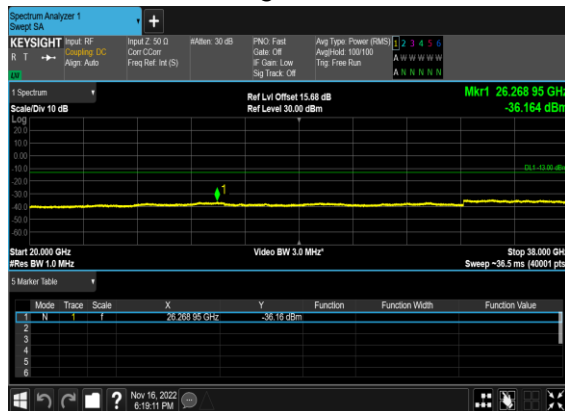 Spectrum Analyzer 1
Swept SA
+
KEYSIGHT
R T
LW
Input: RF
Coupling: DC
Align: Auto
Input Z: 50 Ω
Corr CCorr
Freq Ref: Int (S)
#Atten: 30 dB
PNO: Fast
Gate: Off
IF Gain: Low
Sig Track: Off
Avg Type: Power (RMS)
Avg|Hold: 100/100
Trig: Free Run
1 2 3 4 5 6
A W W W W W
A N N N N N
1 Spectrum
Scale/Div 10 dB
Ref Lvl Offset 15.68 dB
Ref Level 30.00 dBm
Mkr1 26.268 95 GHz
-36.164 dBm
Log
20.0
10.0
0.00
-10.0
-20.0
-30.0
-40.0
-50.0
-60.0
DL1 -13.00 dBm
1
Start 20.000 GHz
#Res BW 1.0 MHz
Video BW 3.0 MHz*
Stop 38.000 GHz
Sweep ~36.5 ms (40001 pts
5 Marker Table
Mode Trace Scale X Y Function Function Width Function Value
1 N 1 f 26.268 95 GHz -36.16 dBm
2
3
4
5
6
?
Nov 16, 2022
6:19:11 PM